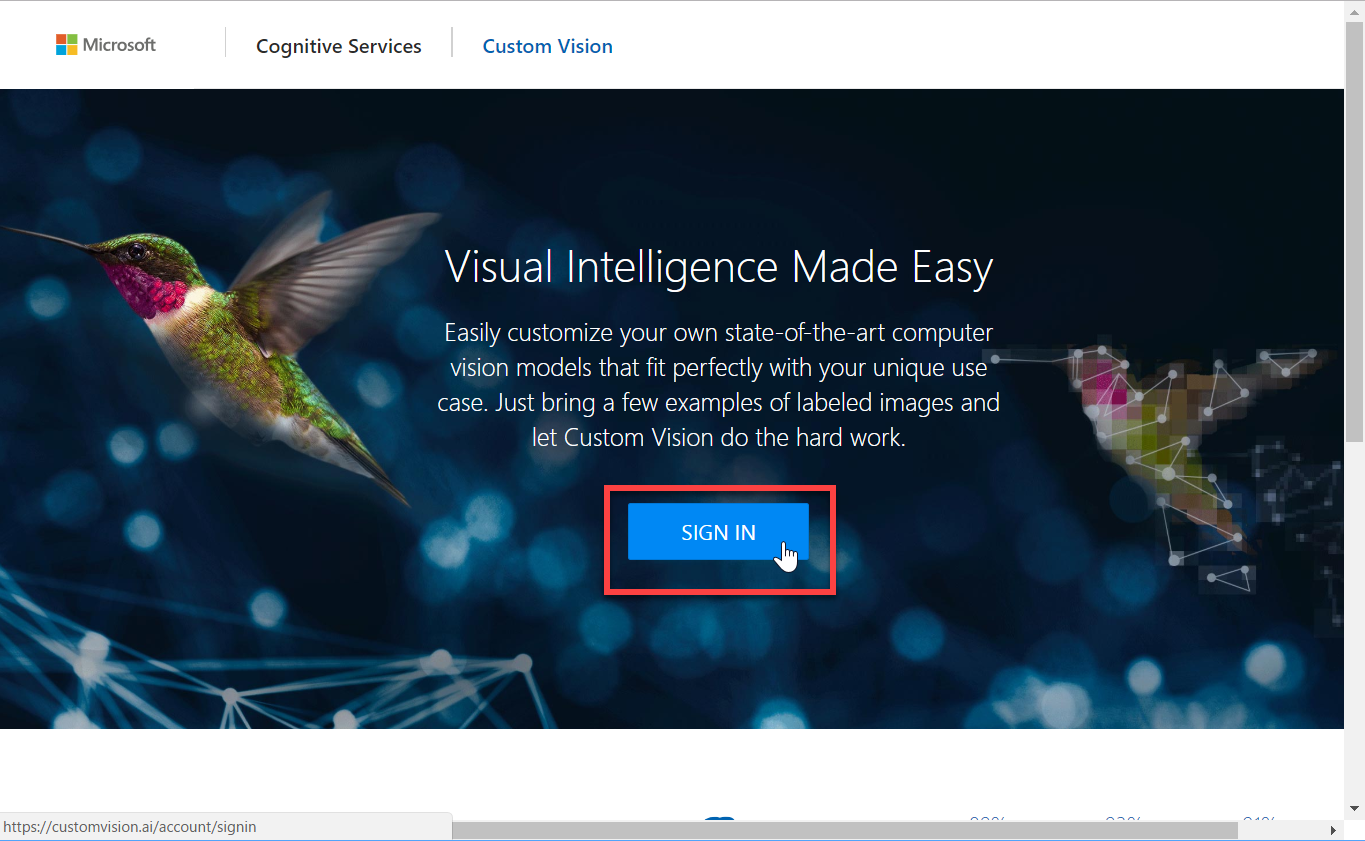 Microsoft
Cognitive Services
Custom Vision
Visual Intelligence Made Easy
Easily customize your own state-of-the-art computer
vision models that fit perfectly with your unique use
case. Just bring a few examples of labeled images and
let Custom Vision do the hard work.
SIGN IN
https://customvision.ai/account/signin